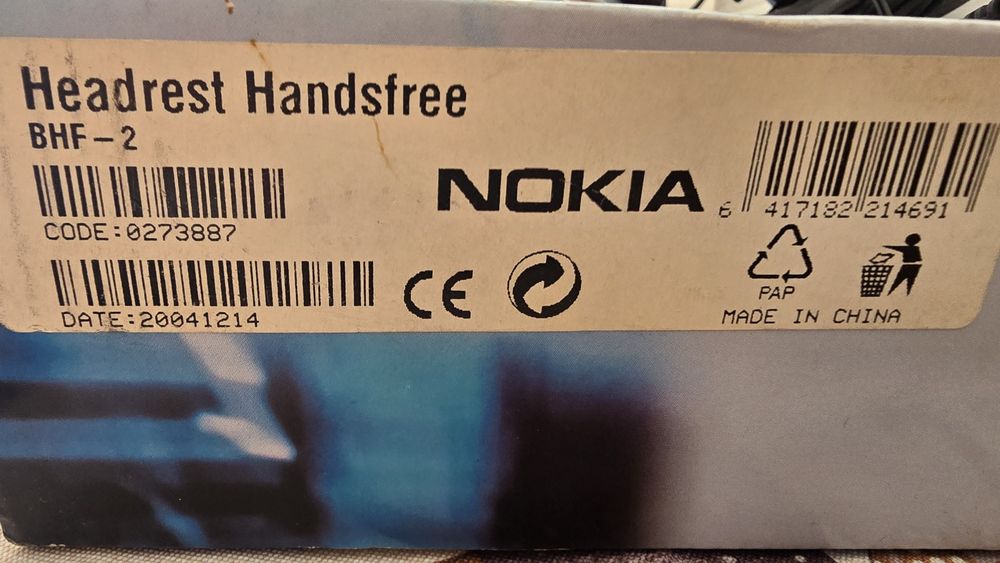 Headrest Handsfree
BHF-2
CODE:0273887
DATE:20041214
CE
NOKIA
6 417182 214691
PAP
MADE IN CHINA